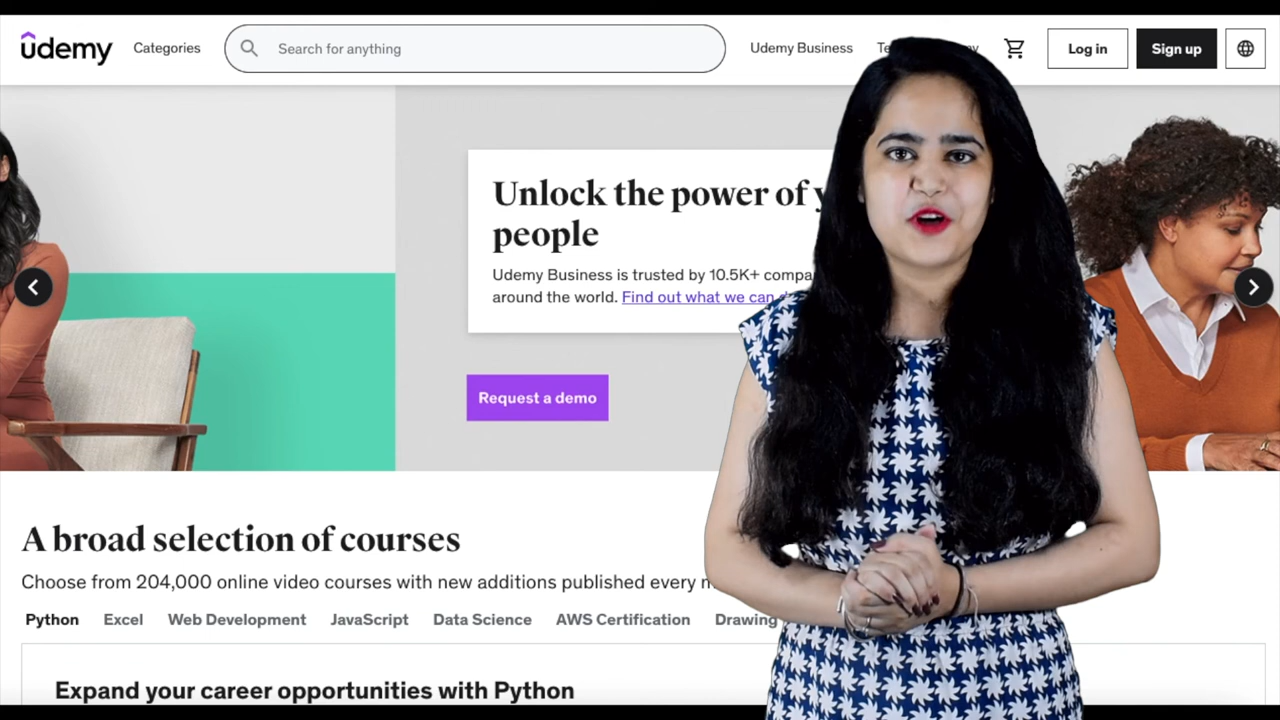 udemy
Categories
Search for anything
Udemy Business
Log in
Sign up
Unlock the power of
people
Udemy Business is trusted by 10.5K+
around the world. Find out what we can
Request a demo
A broad selection of courses
Choose from 204,000 online video courses with new additions published every
Python Excel Web Development JavaScript Data Science AWS Certification Drawing
Expand your career opportunities with Python